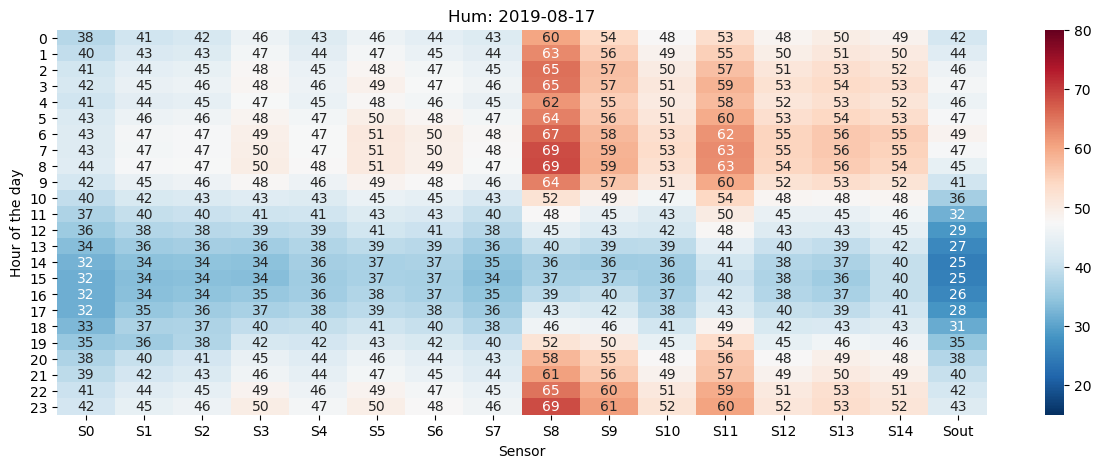 Hum: 2019-08-17
Hour of the day
0 38 41 42 46 43 46 44 43 60 54 48 53 48 50 49 42
1 40 43 43 47 44 47 45 44 63 56 49 55 50 51 50 44
2 41 44 45 48 45 48 47 45 65 57 50 57 51 53 52 46
3 42 45 46 48 46 49 47 46 65 57 51 59 53 54 53 47
4 41 44 45 47 45 48 46 45 62 55 50 58 52 53 52 46
5 43 46 46 48 47 50 48 47 64 56 51 60 53 54 53 47
6 43 47 47 49 47 51 50 48 67 58 53 62 55 56 55 49
7 43 47 47 50 47 51 50 48 69 59 53 63 55 56 55 47
8 44 47 47 50 48 51 49 47 69 59 53 63 54 56 54 45
9 42 45 46 48 46 49 48 46 64 57 51 60 52 53 52 41
10 40 42 43 43 43 45 45 43 52 49 47 54 48 48 48 36
11 37 40 40 41 41 43 43 40 48 45 43 50 45 45 46 32
12 36 38 38 39 39 41 41 38 45 43 42 48 43 43 45 29
13 34 36 36 36 38 39 39 36 40 39 39 44 40 39 42 27
14 32 34 34 34 36 37 37 35 36 36 36 41 38 37 40 25
15 32 34 34 34 36 37 37 34 37 37 36 40 38 36 40 25
16 32 34 34 35 36 38 37 35 39 40 37 42 38 37 40 26
17 32 35 36 37 38 39 38 36 43 42 38 43 40 39 41 28
18 33 37 37 40 40 41 40 38 46 46 41 49 42 43 43 31
19 35 36 38 42 42 43 42 40 52 50 45 54 45 46 46 35
20 38 40 41 45 44 46 44 43 58 55 48 56 48 49 48 38
21 39 42 43 46 44 47 45 44 61 56 49 57 49 50 49 40
22 41 44 45 49 46 49 47 45 65 60 51 59 51 53 51 42
23 42 45 46 50 47 50 48 46 69 61 52 60 52 53 52 43
S0 S1 S2 S3 S4 S5 S6 S7 S8 S9 S10 S11 S12 S13 S14 Sout
Sensor
80
70
60
50
40
30
20